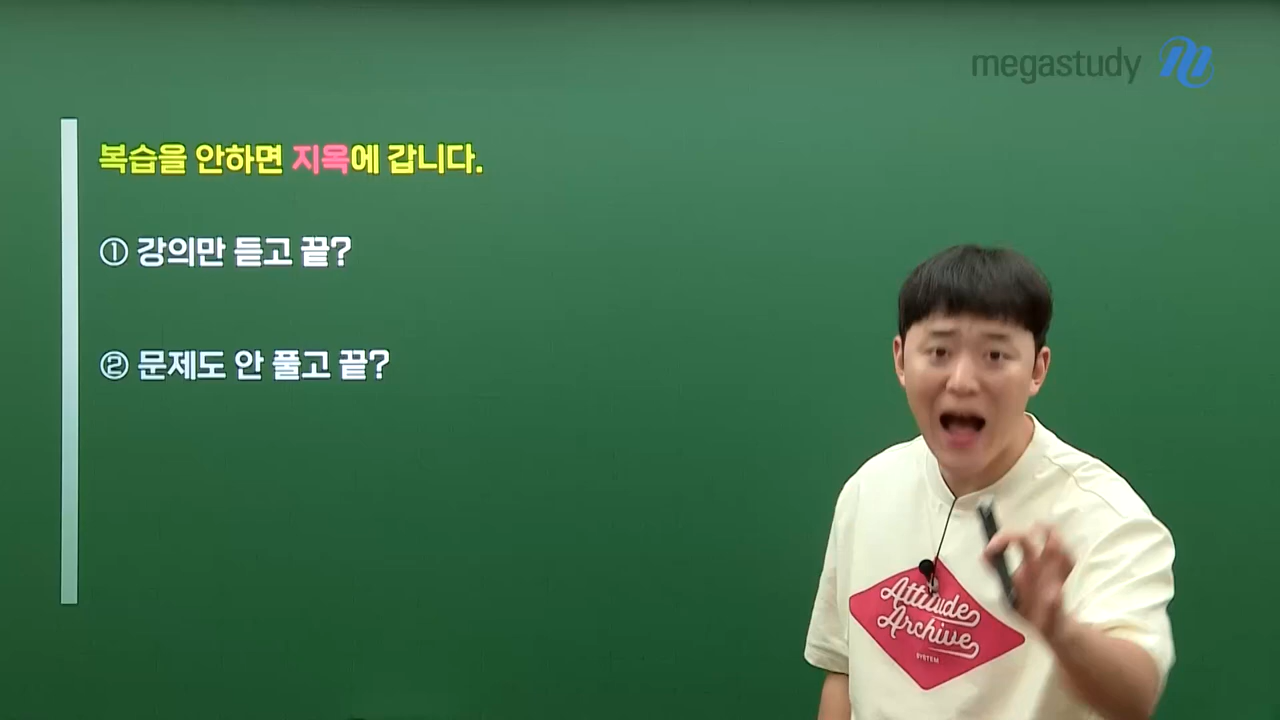 megastudy
복습을 안하면 지옥에 갑니다.
① 강의만 듣고 끝?
② 문제도 안 풀고 끝?
Attitude
Archive
SYSTEM